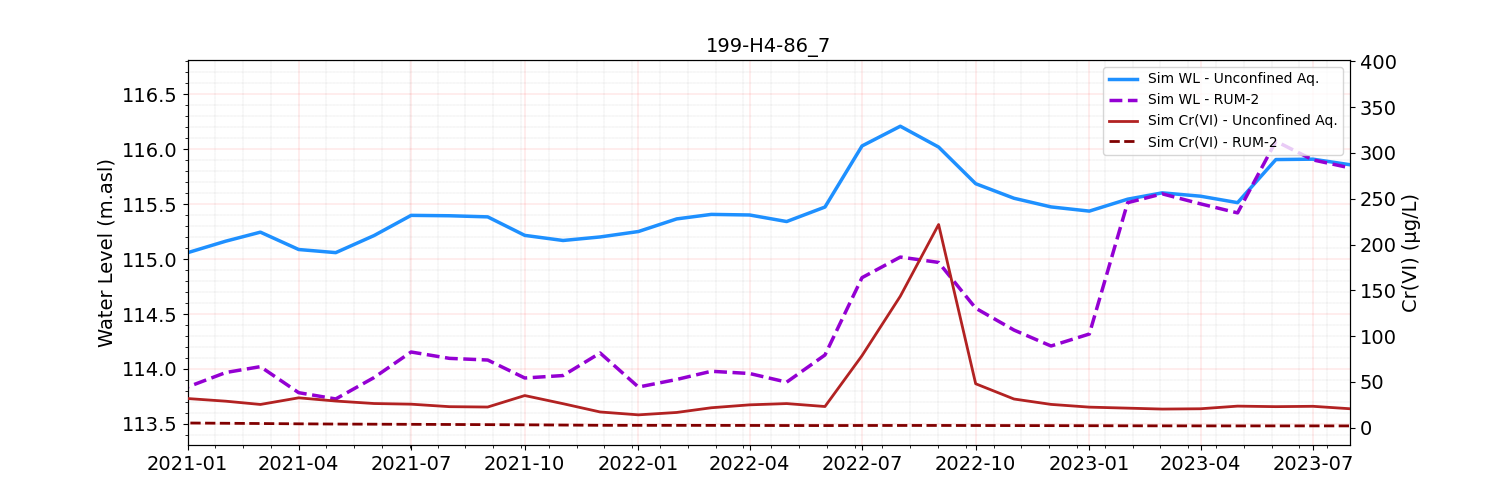 199-H4-86_7
Water Level (m.asl)
116.5
116.0
115.5
115.0
114.5
114.0
113.5
Sim WL - Unconfined Aq.
Sim WL - RUM-2
Sim Cr(VI) - Unconfined Aq.
Sim Cr(VI) - RUM-2
400
350
300
250
200
150
100
50
0
Cr(VI) (μg/L)
2021-01 2021-04 2021-07 2021-10 2022-01 2022-04 2022-07 2022-10 2023-01 2023-04 2023-07